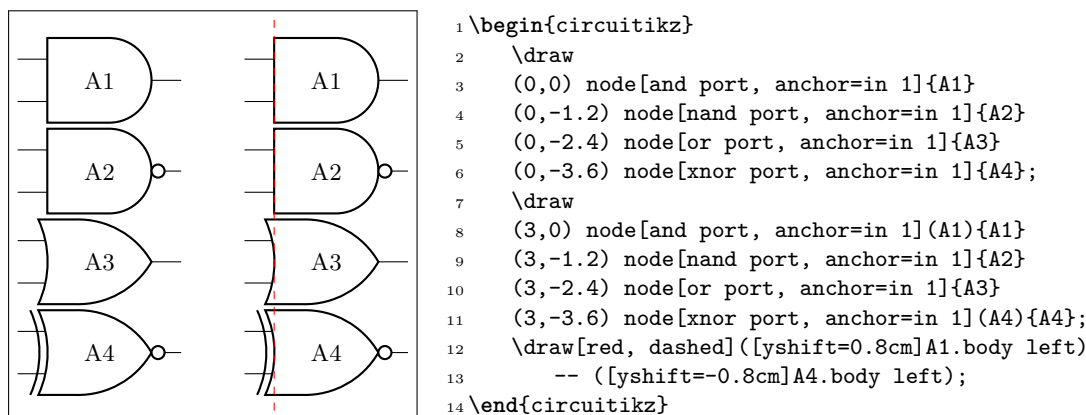 A1 A1
A2 A2
A3 A3
A4 A4
1 \begin{circuitikz}
2 \draw
3 (0,0) node[and port, anchor=in 1]{A1}
4 (0,-1.2) node[nand port, anchor=in 1]{A2}
5 (0,-2.4) node[or port, anchor=in 1]{A3}
6 (0,-3.6) node[xnor port, anchor=in 1]{A4};
7 \draw
8 (3,0) node[and port, anchor=in 1](A1){A1}
9 (3,-1.2) node[nand port, anchor=in 1]{A2}
10 (3,-2.4) node[or port, anchor=in 1]{A3}
11 (3,-3.6) node[xnor port, anchor=in 1](A4){A4};
12 \draw[red, dashed]([yshift=0.8cm]A1.body left)
13 -- ([yshift=-0.8cm]A4.body left);
14 \end{circuitikz}